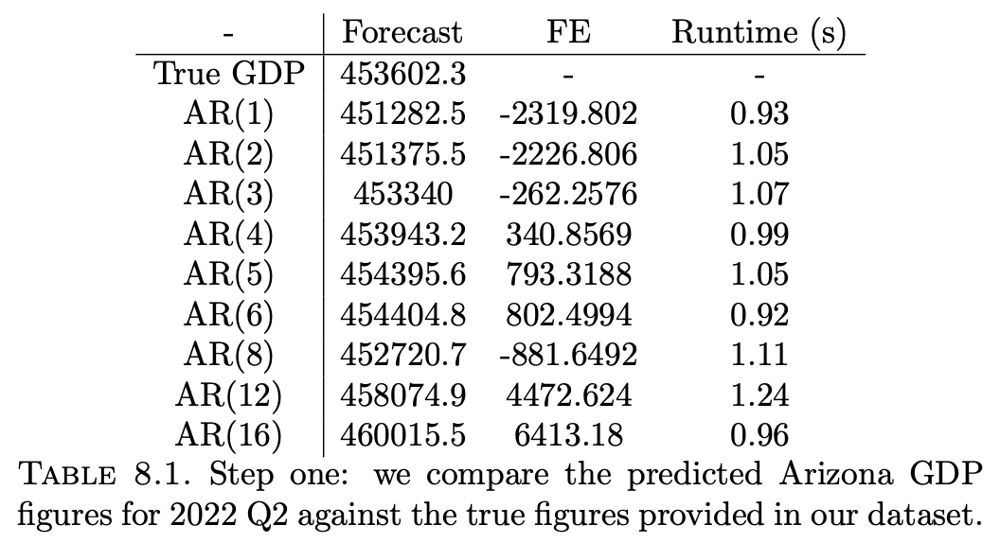 - Forecast FE Runtime (s)
True GDP 453602.3 - -
AR(1) 451282.5 -2319.802 0.93
AR(2) 451375.5 -2226.806 1.05
AR(3) 453340 -262.2576 1.07
AR(4) 453943.2 340.8569 0.99
AR(5) 454395.6 793.3188 1.05
AR(6) 454404.8 802.4994 0.92
AR(8) 452720.7 -881.6492 1.11
AR(12) 458074.9 4472.624 1.24
AR(16) 460015.5 6413.18 0.96
TABLE 8.1. Step one: we compare the predicted Arizona GDP
figures for 2022 Q2 against the true figures provided in our dataset.